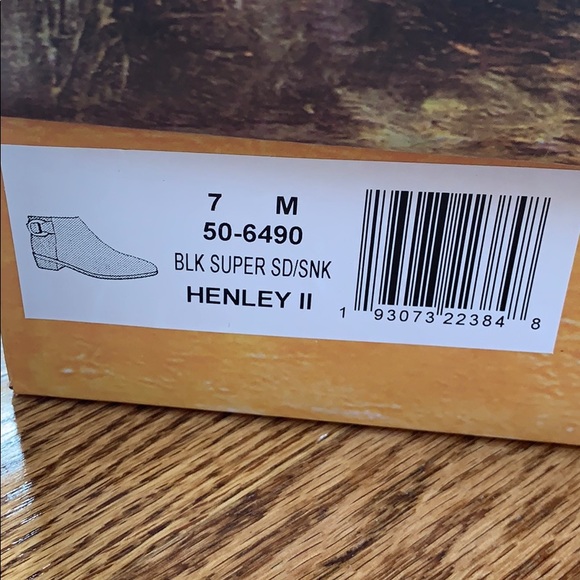 7 M
50-6490
BLK SUPER SD/SNK
HENLEY II
1 93073 22384 8